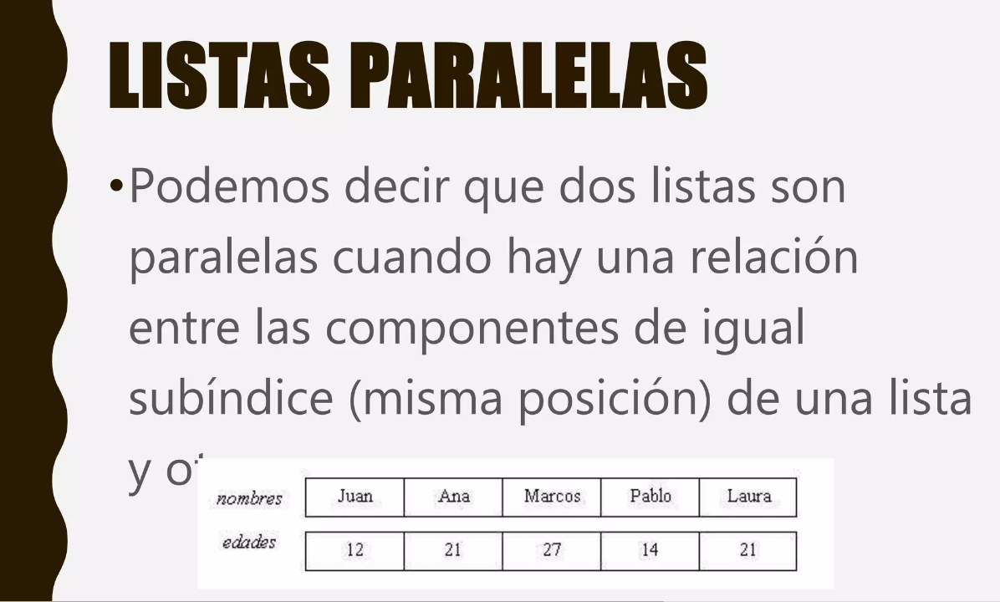 LISTAS PARALELAS
•Podemos decir que dos listas son
paralelas cuando hay una relación
entre las componentes de igual
subíndice (misma posición) de una lista
y
nombres Juan Ana Marcos Pablo Laura
edades 12 21 27 14 21